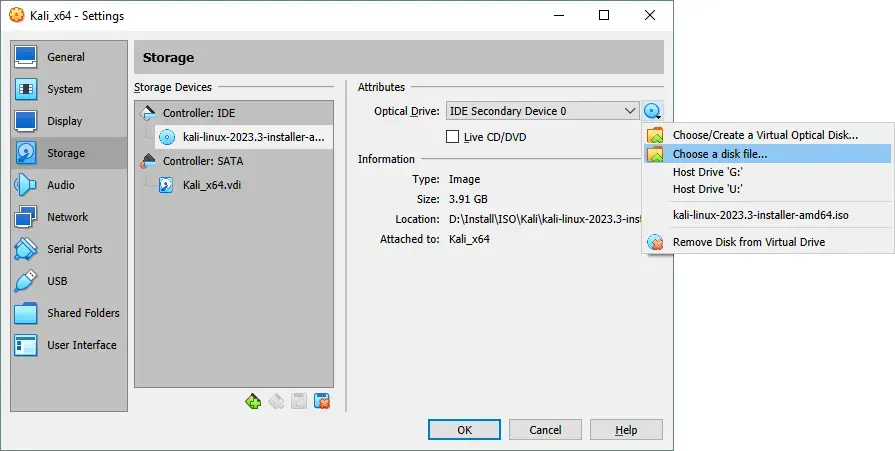 Kali_x64 - Settings
General
System
Display
Storage
Audio
Network
Serial Ports
USB
Shared Folders
User Interface
Storage
Storage Devices
Controller: IDE
kali-linux-2023.3-installer-a...
Controller: SATA
Kali_x64.vdi
Attributes
Optical Drive: IDE Secondary Device 0
Live CD/DVD
Information
Type: Image
Size: 3.91 GB
Location: D:\Install\ISO\Kali\kali-linux-2023.3-inst
Attached to: Kali_x64
Choose/Create a Virtual Optical Disk...
Choose a disk file...
Host Drive 'G:'
Host Drive 'U:'
kali-linux-2023.3-installer-amd64.iso
Remove Disk from Virtual Drive
OK
Cancel
Help